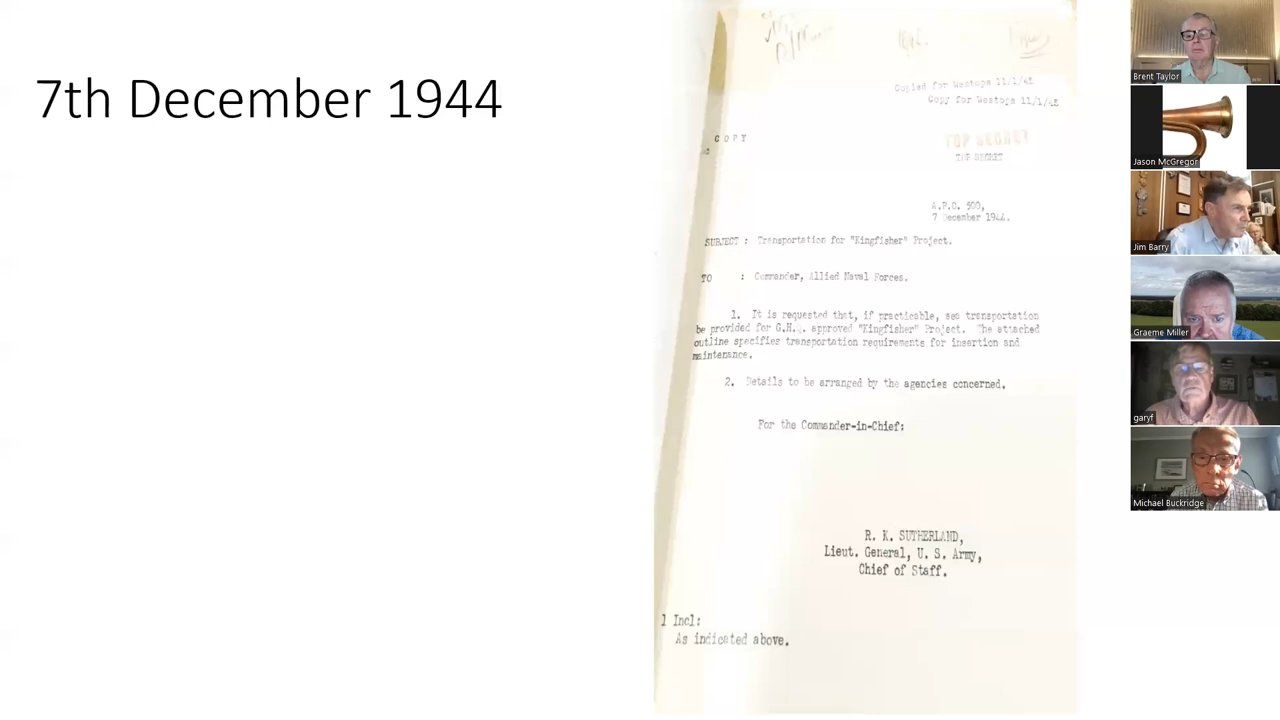 7th December 1944
Copied for Westops 11/1/45
Copy for Westops 11/1/45
COPY
TOP SECRET
TOP SECRET
A.P.O. 500,
7 December 1944.
SUBJECT : Transportation for "Kingfisher" Project.
TO : Commander, Allied Naval Forces.
1. It is requested that, if practicable, sea transportation
be provided for G.H.Q. approved "Kingfisher" Project. The attached
outline specifies transportation requirements for insertion and
maintenance.
2. Details to be arranged by the agencies concerned.
For the Commander-in-Chief:
R. K. SUTHERLAND,
Lieut. General, U. S. Army,
Chief of Staff.
1 Incl:
As indicated above.
Brent Taylor
Jason McGregor
Jim Barry
Graeme Miller
garyf
Michael Buckridge